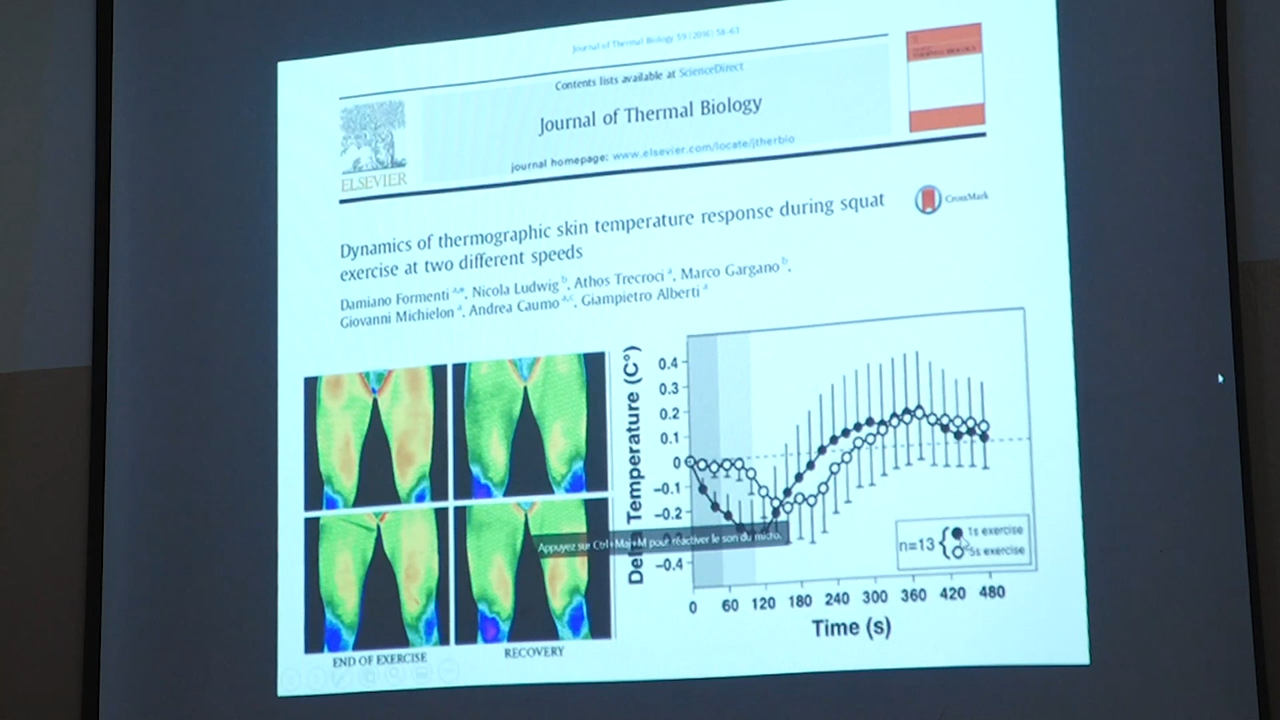 Journal of Thermal Biology 59 (2016) 58–63
Contents lists available at ScienceDirect
Journal of Thermal Biology
journal homepage: www.elsevier.com/locate/jtherbio
ELSEVIER
CrossMark
Dynamics of thermographic skin temperature response during squat
exercise at two different speeds
Damiano Formenti a,*, Nicola Ludwig b, Athos Trecroci a, Marco Gargano b,
Giovanni Michielon a, Andrea Caumo a,c, Giampietro Alberti a
Delta Temperature (C°)
0.4
0.3
0.2
0.1
0
-0.1
-0.2
-0.4
Appuyez sur Ctrl+Maj+M pour réactiver le son du micro.
n=13
1s exercise
5s exercise
0 60 120 180 240 300 360 420 480
Time (s)
END OF EXERCISE
RECOVERY